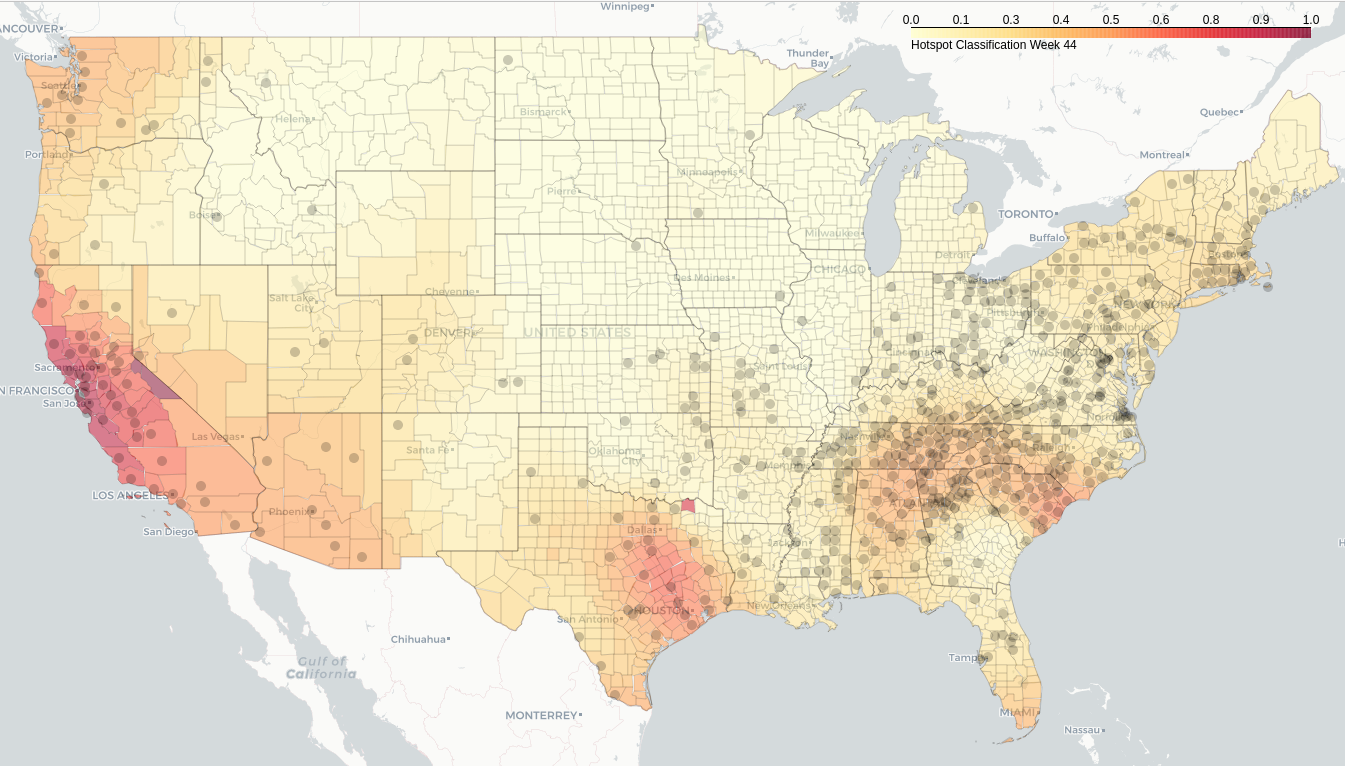 Winnipeg
0.0 0.1 0.3 0.4 0.5 0.6 0.8 0.9 1.0
Hotspot Classification Week 44
ANCOUVER
Victoria
Thunder
Bay
Seattle
Helena
Bismarck
Quebec
Portland
Montreal
Minneapolis
Pierre
Boise
TORONTO
Milwaukee
Buffalo
Boston
Detroit
CHICAGO
Des Moines
Cleveland
Salt Lake
City
Cheyenne
NEW YORK
Pittsburgh
DENVER
UNITED STATES
Philadelphia
Cincinnati
WASHINGTON
Sacramento
Saint Louis
N FRANCISCO
San Jose
Norfolk
Las Vegas
Nashville
Raleigh
Santa Fe
Oklahoma
City
Memphis
LOS ANGELES
ATLANTA
Phoenix
San Diego
Dallas
Jackson
H
New Orleans
HOUSTON
San Antonio
Chihuahua
Gulf of
California
Tampa
MIAMI
MONTERREY
Nassau